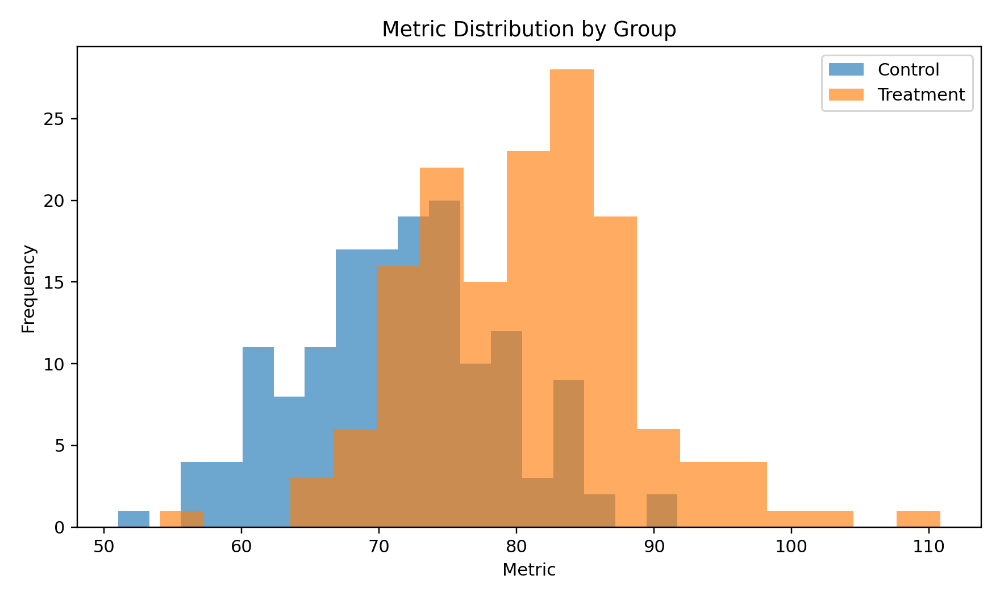 Metric Distribution by Group
Control
Treatment
Frequency
25
20
15
10
5
0
50 60 70 80 90 100 110
Metric